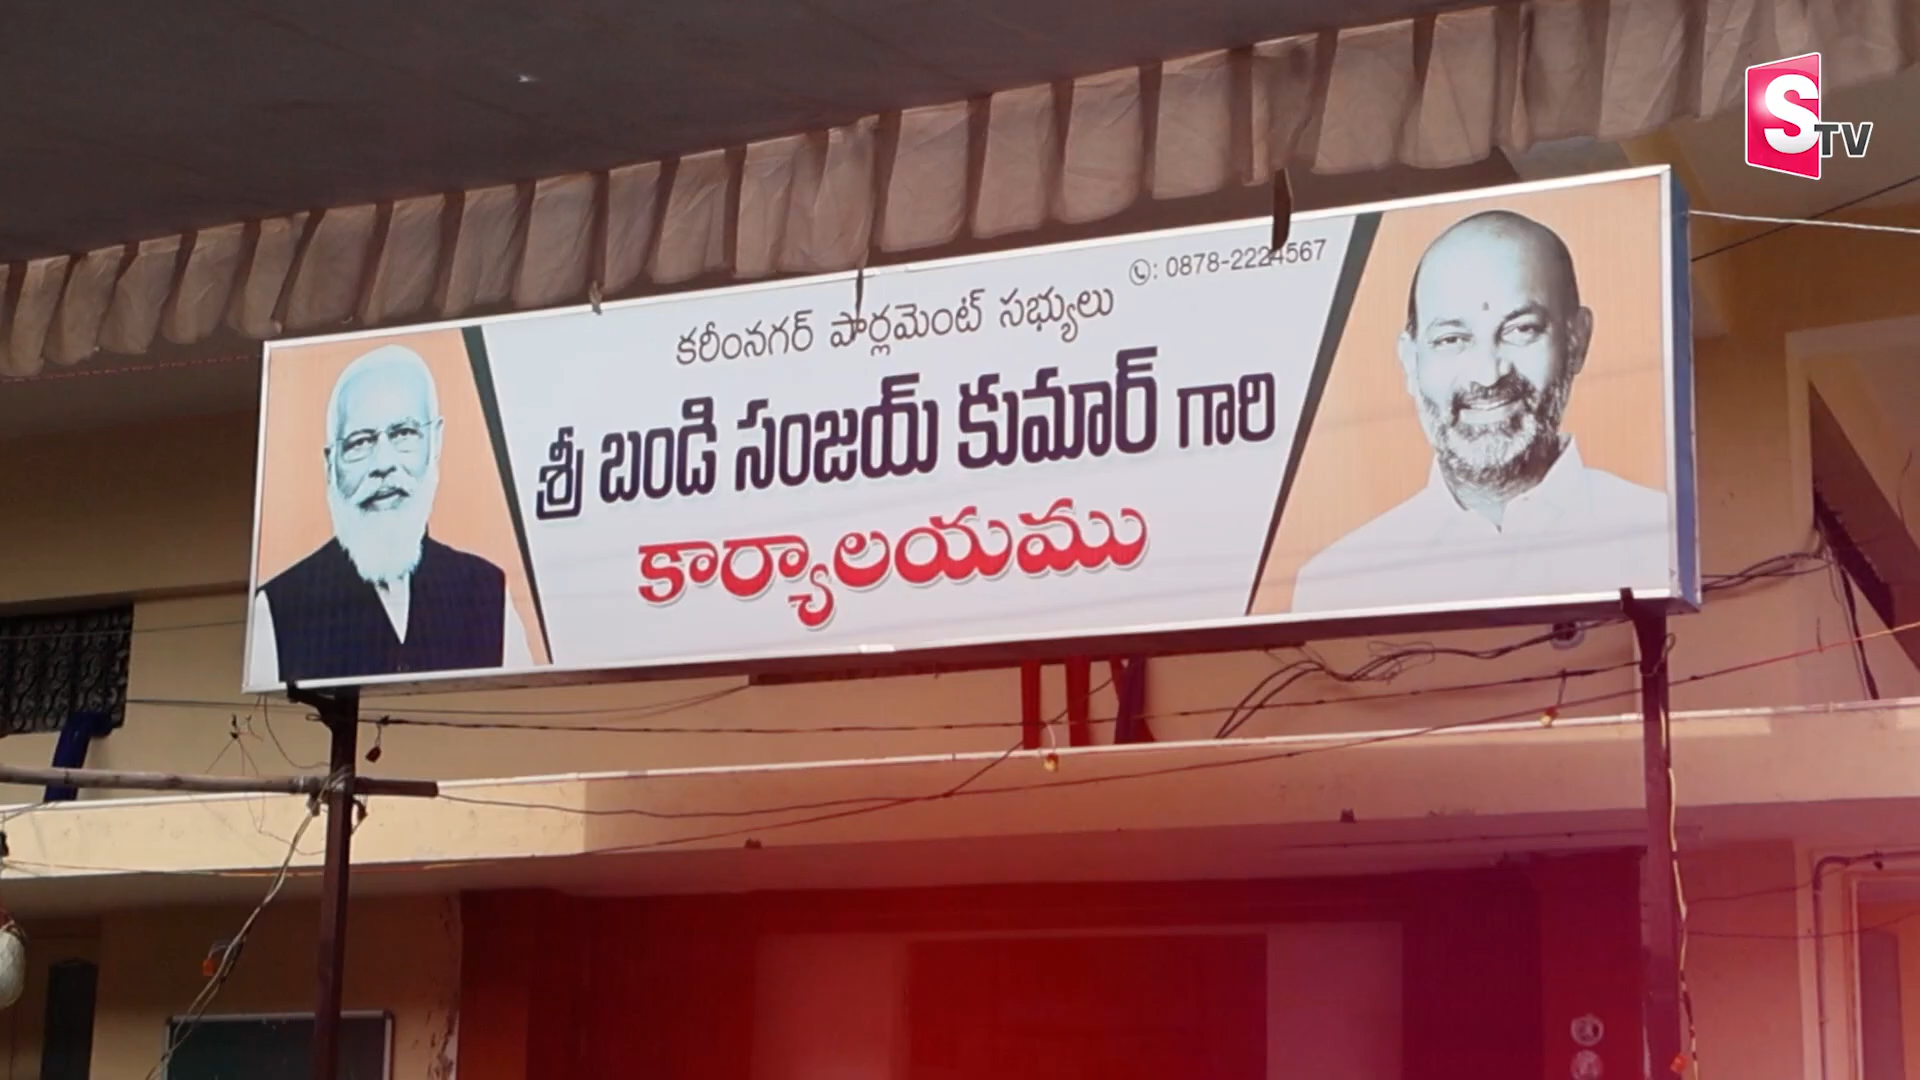 STV
✆: 0878-2224567
కరీంనగర్ పార్లమెంట్ సభ్యులు
శ్రీ బండి సంజయ్ కుమార్ గారి
కార్యాలయము